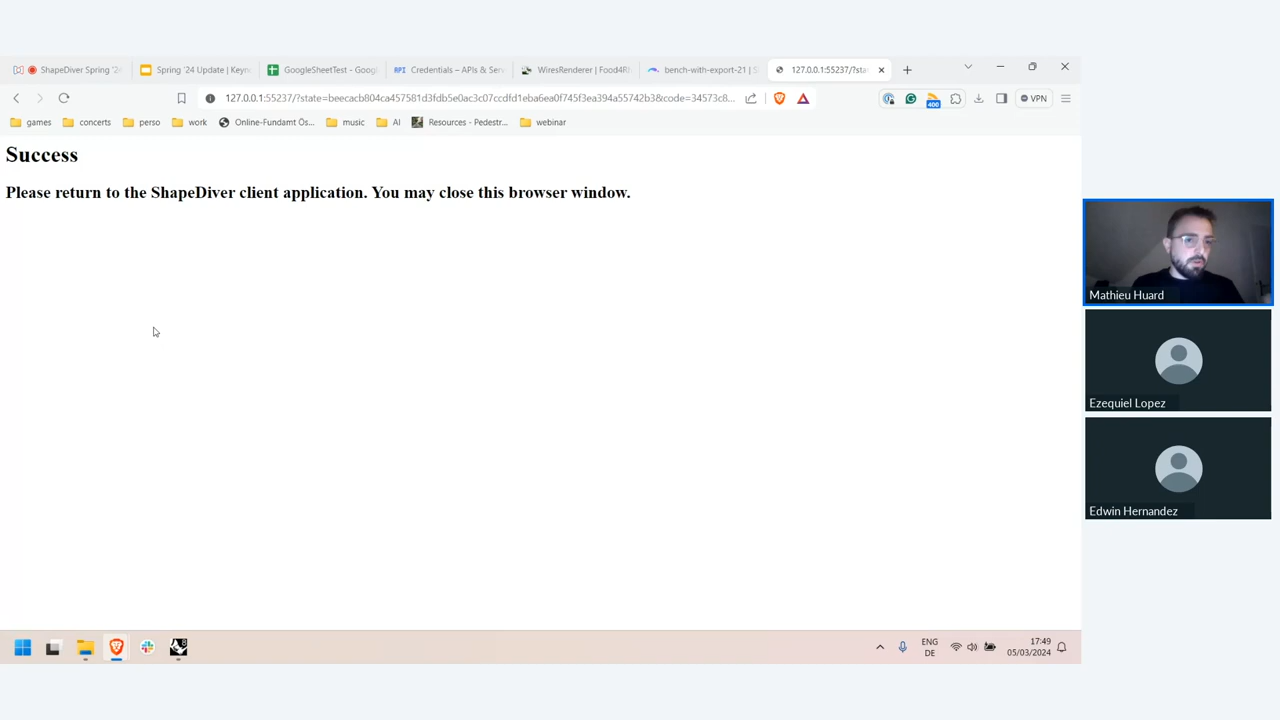 ShapeDiver Spring '24
Spring '24 Update | Keyn
GoogleSheetTest - Googl
RPI Credentials – APIs & Serv
WiresRenderer | Food4Rh
bench-with-export-21 | S
127.0.0.1:55237/?sta
127.0.0.1:55237/?state=beecacb804ca457581d3fdb5e0ac3c07ccdfd1eba6ea0f745f3ea394a55742b3&code=34573c8...
400
VPN
games
concerts
perso
work
Online-Fundamt Ös...
music
AI
Resources - Pedestr...
webinar
Success
Please return to the ShapeDiver client application. You may close this browser window.
Mathieu Huard
Ezequiel Lopez
Edwin Hernandez
ENG
DE
17:49
05/03/2024